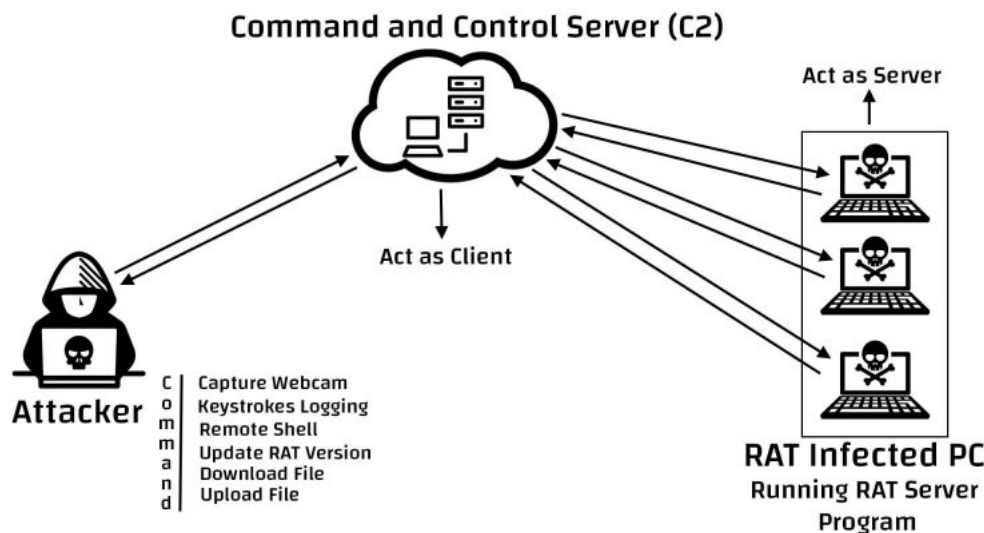 Command and Control Server (C2)
Act as Server
Act as Client
Attacker
Command
Capture Webcam
Keystrokes Logging
Remote Shell
Update RAT Version
Download File
Upload File
RAT Infected PC
Running RAT Server
Program